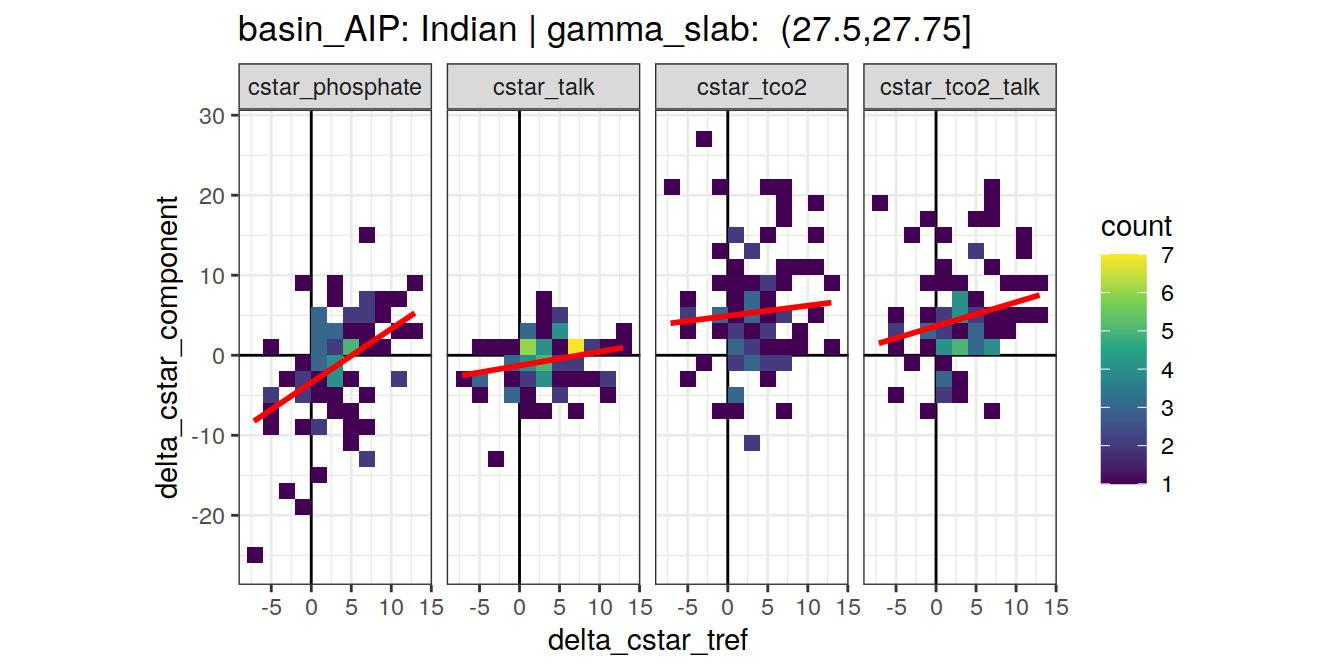 basin_AIP: Indian | gamma_slab:  (27.5,27.75]
cstar_phosphate cstar_talk cstar_tco2 cstar_tco2_talk
30
20
10
0
-10
-20
delta_cstar_component
-5 0 5 10 15 -5 0 5 10 15 -5 0 5 10 15 -5 0 5 10 15
delta_cstar_tref
count
7
6
5
4
3
2
1